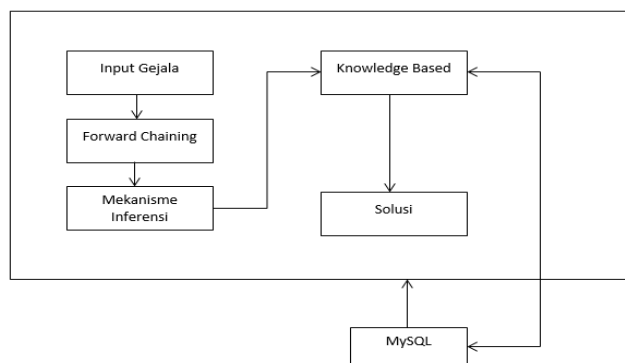 Input Gejala
Forward Chaining
Mekanisme
Inferensi
Knowledge Based
Solusi
MySQL